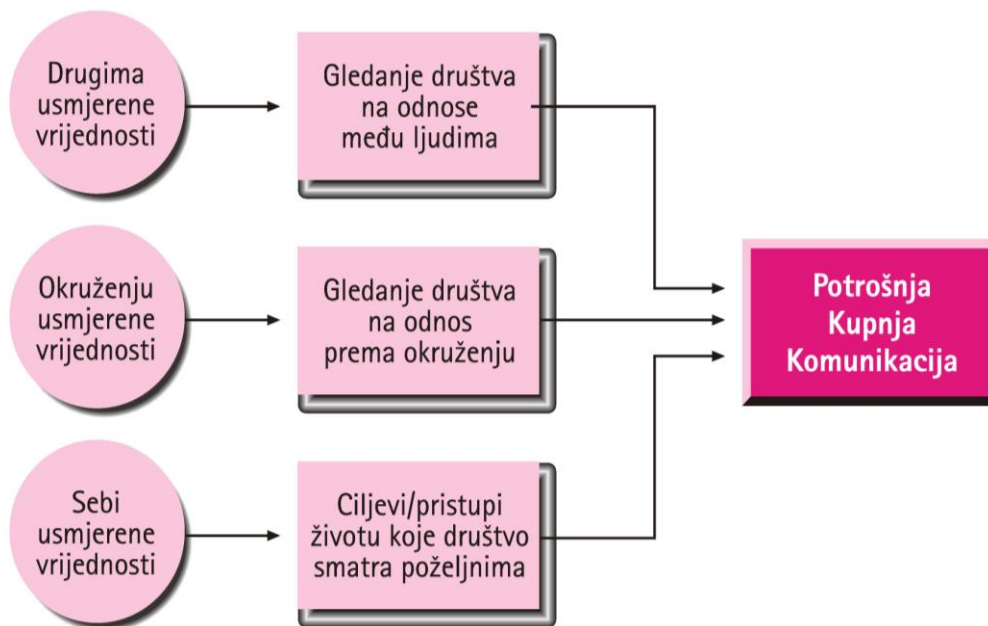 Drugima
usmjerene
vrijednosti
Gledanje društva
na odnose
među ljudima
Okruženju
usmjerene
vrijednosti
Gledanje društva
na odnos
prema okruženju
Potrošnja
Kupnja
Komunikacija
Sebi
usmjerene
vrijednosti
Ciljevi/pristupi
životu koje društvo
smatra poželjnima